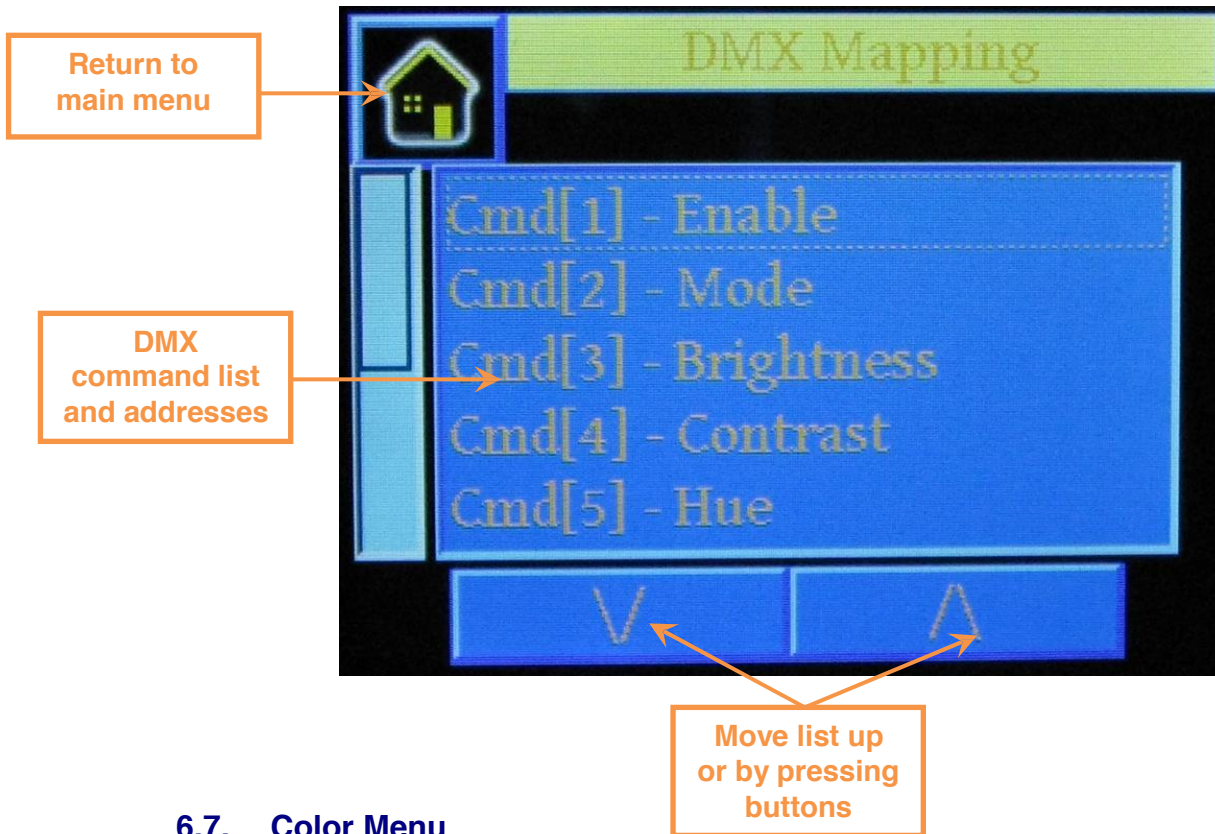 DMX Mapping
Return to
main menu
Cmd[1] - Enable
Cmd[2] - Mode
DMX
command list
and addresses
Cmd[3] - Brightness
Cmd[4] - Contrast
Cmd[5] - Hue
Move list up
or by pressing
buttons
6.7. Color Menu